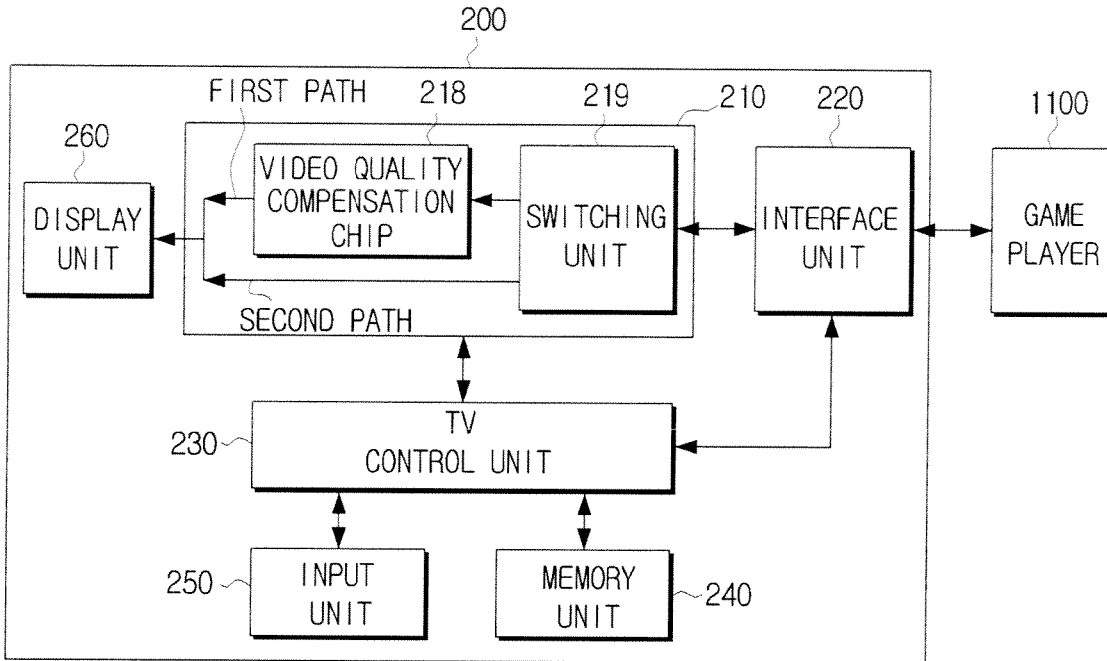 200
FIRST PATH
218
219
210
220
1100
260
VIDEO QUALITY
COMPENSATION
CHIP
DISPLAY
UNIT
SWITCHING
UNIT
INTERFACE
UNIT
GAME
PLAYER
SECOND PATH
230
TV
CONTROL UNIT
250
INPUT
UNIT
MEMORY
UNIT
240